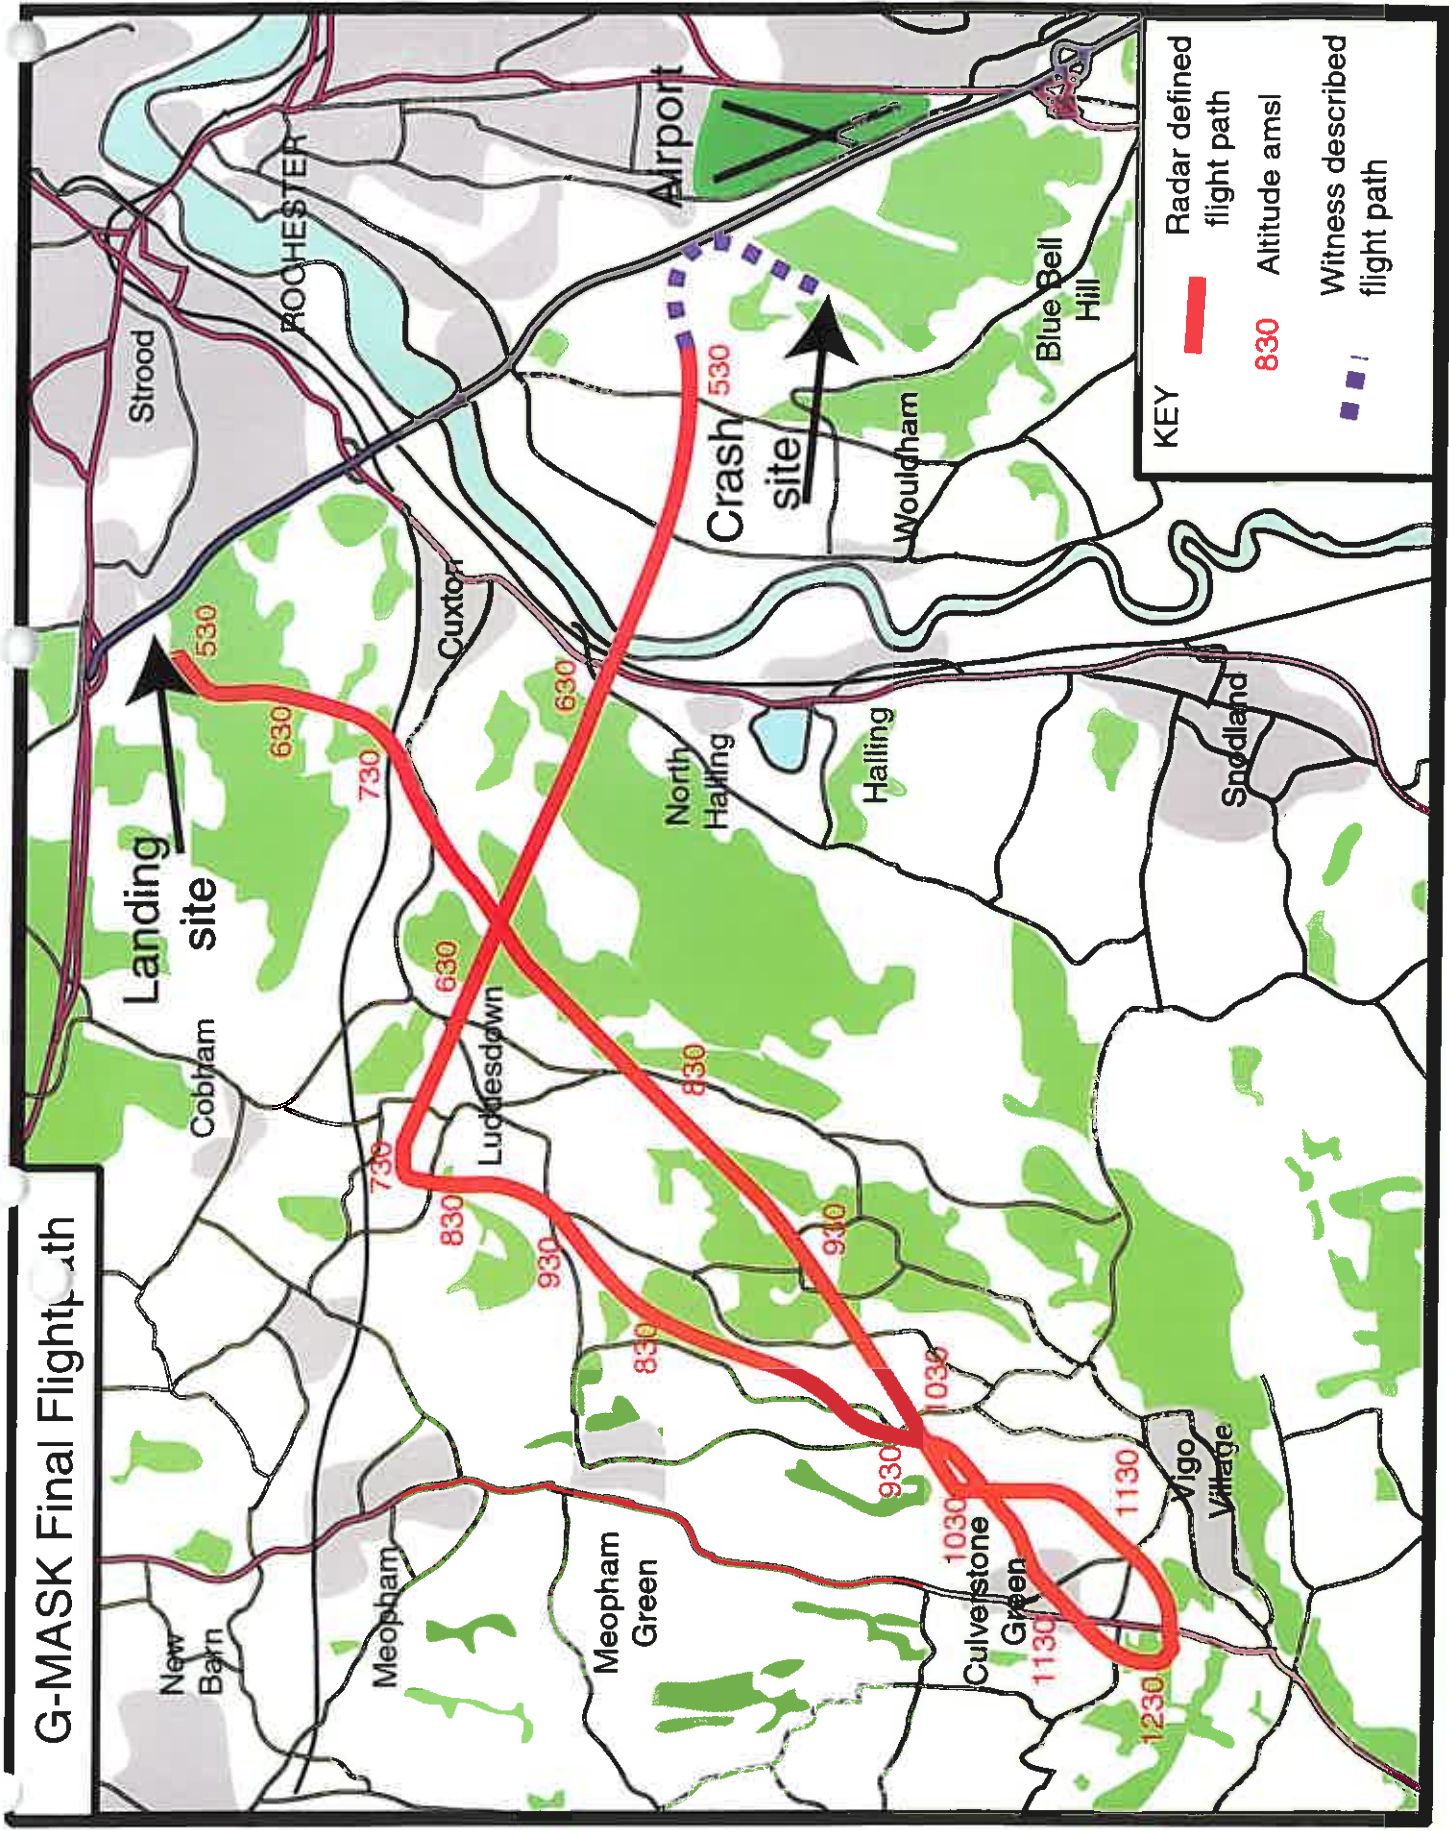 G-MASK Final Flightpath
Landing
site
Strood
New
Barn
Cobham
530
630
ROCHESTER
730
Meopham
730
Cuxton
830
630
Luddesdown
930
630
Meopham
Green
830
Airport
North
Halling
830
530
Crash
site
930
Halling
Wouldham
930
1030
1030
Culverstone
Green
1130
Blue Bell
Hill
1130
1230
Vigo
Village
Snodland
KEY
Radar defined
flight path
830
Altitude amsl
Witness described
flight path